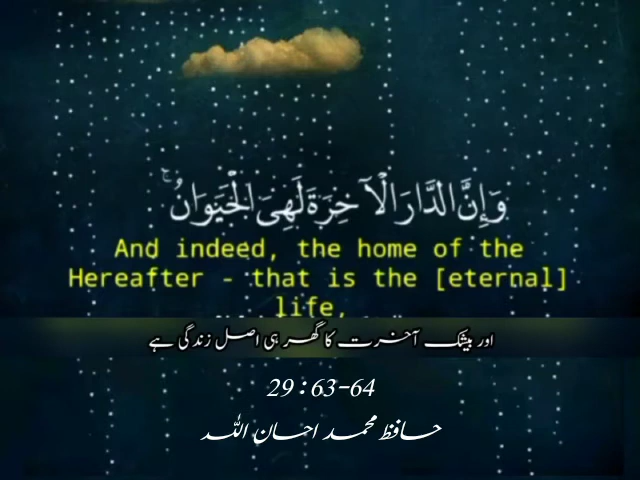 وَإِنَّ الدَّارَ الْآخِرَةَ لَهِيَ الْحَيَوَانُ ۚ
And indeed, the home of the
Hereafter - that is the [eternal]
life,
اور بیشک آخرت کا گھر ہی اصل زندگی ہے
29:63-64
حافظ محمد احسان اللہ